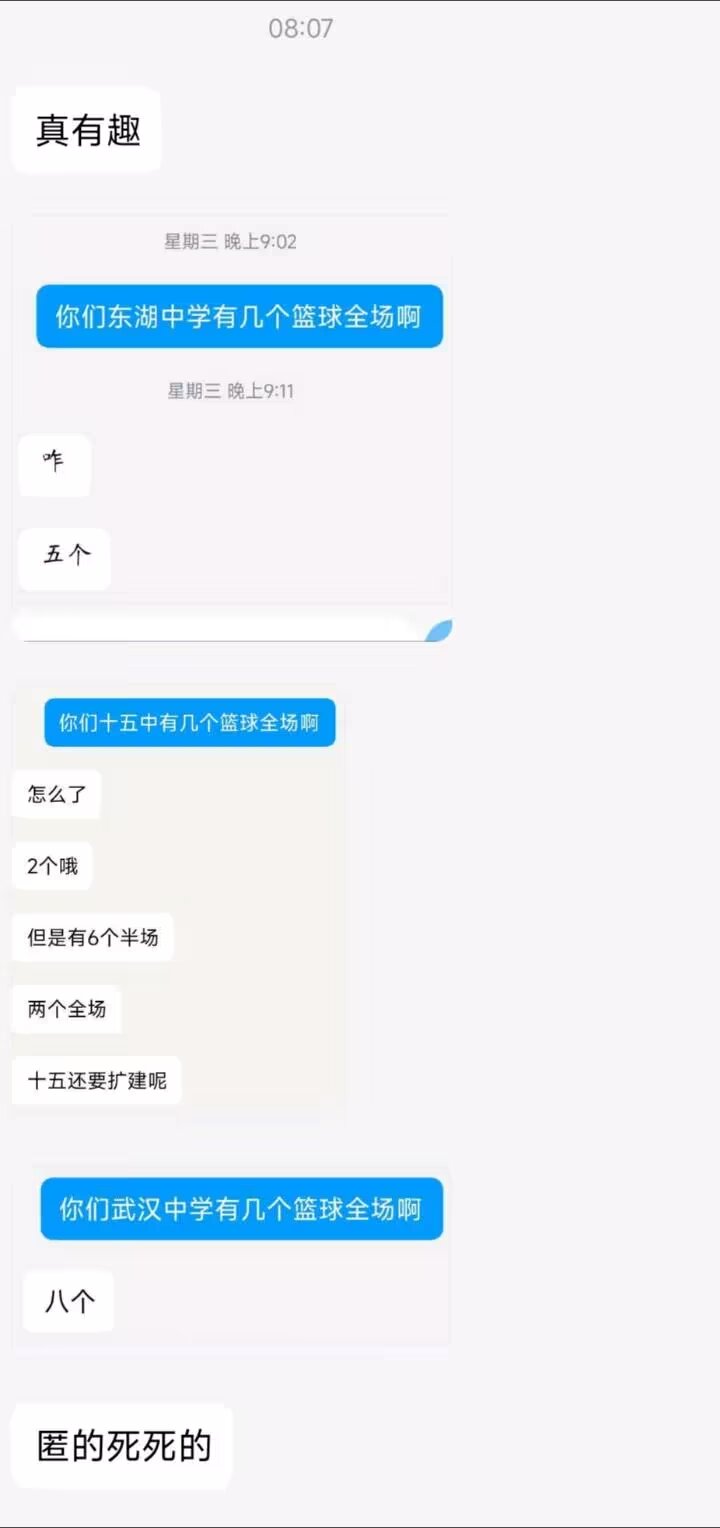 08:07
真有趣
星期三 晚上9:02
你们东湖中学有几个篮球全场啊
星期三 晚上9:11
咋
五个
你们十五中有几个篮球全场啊
怎么了
2个哦
但是有6个半场
两个全场
十五还要扩建呢
你们武汉中学有几个篮球全场啊
八个
匿的死死的